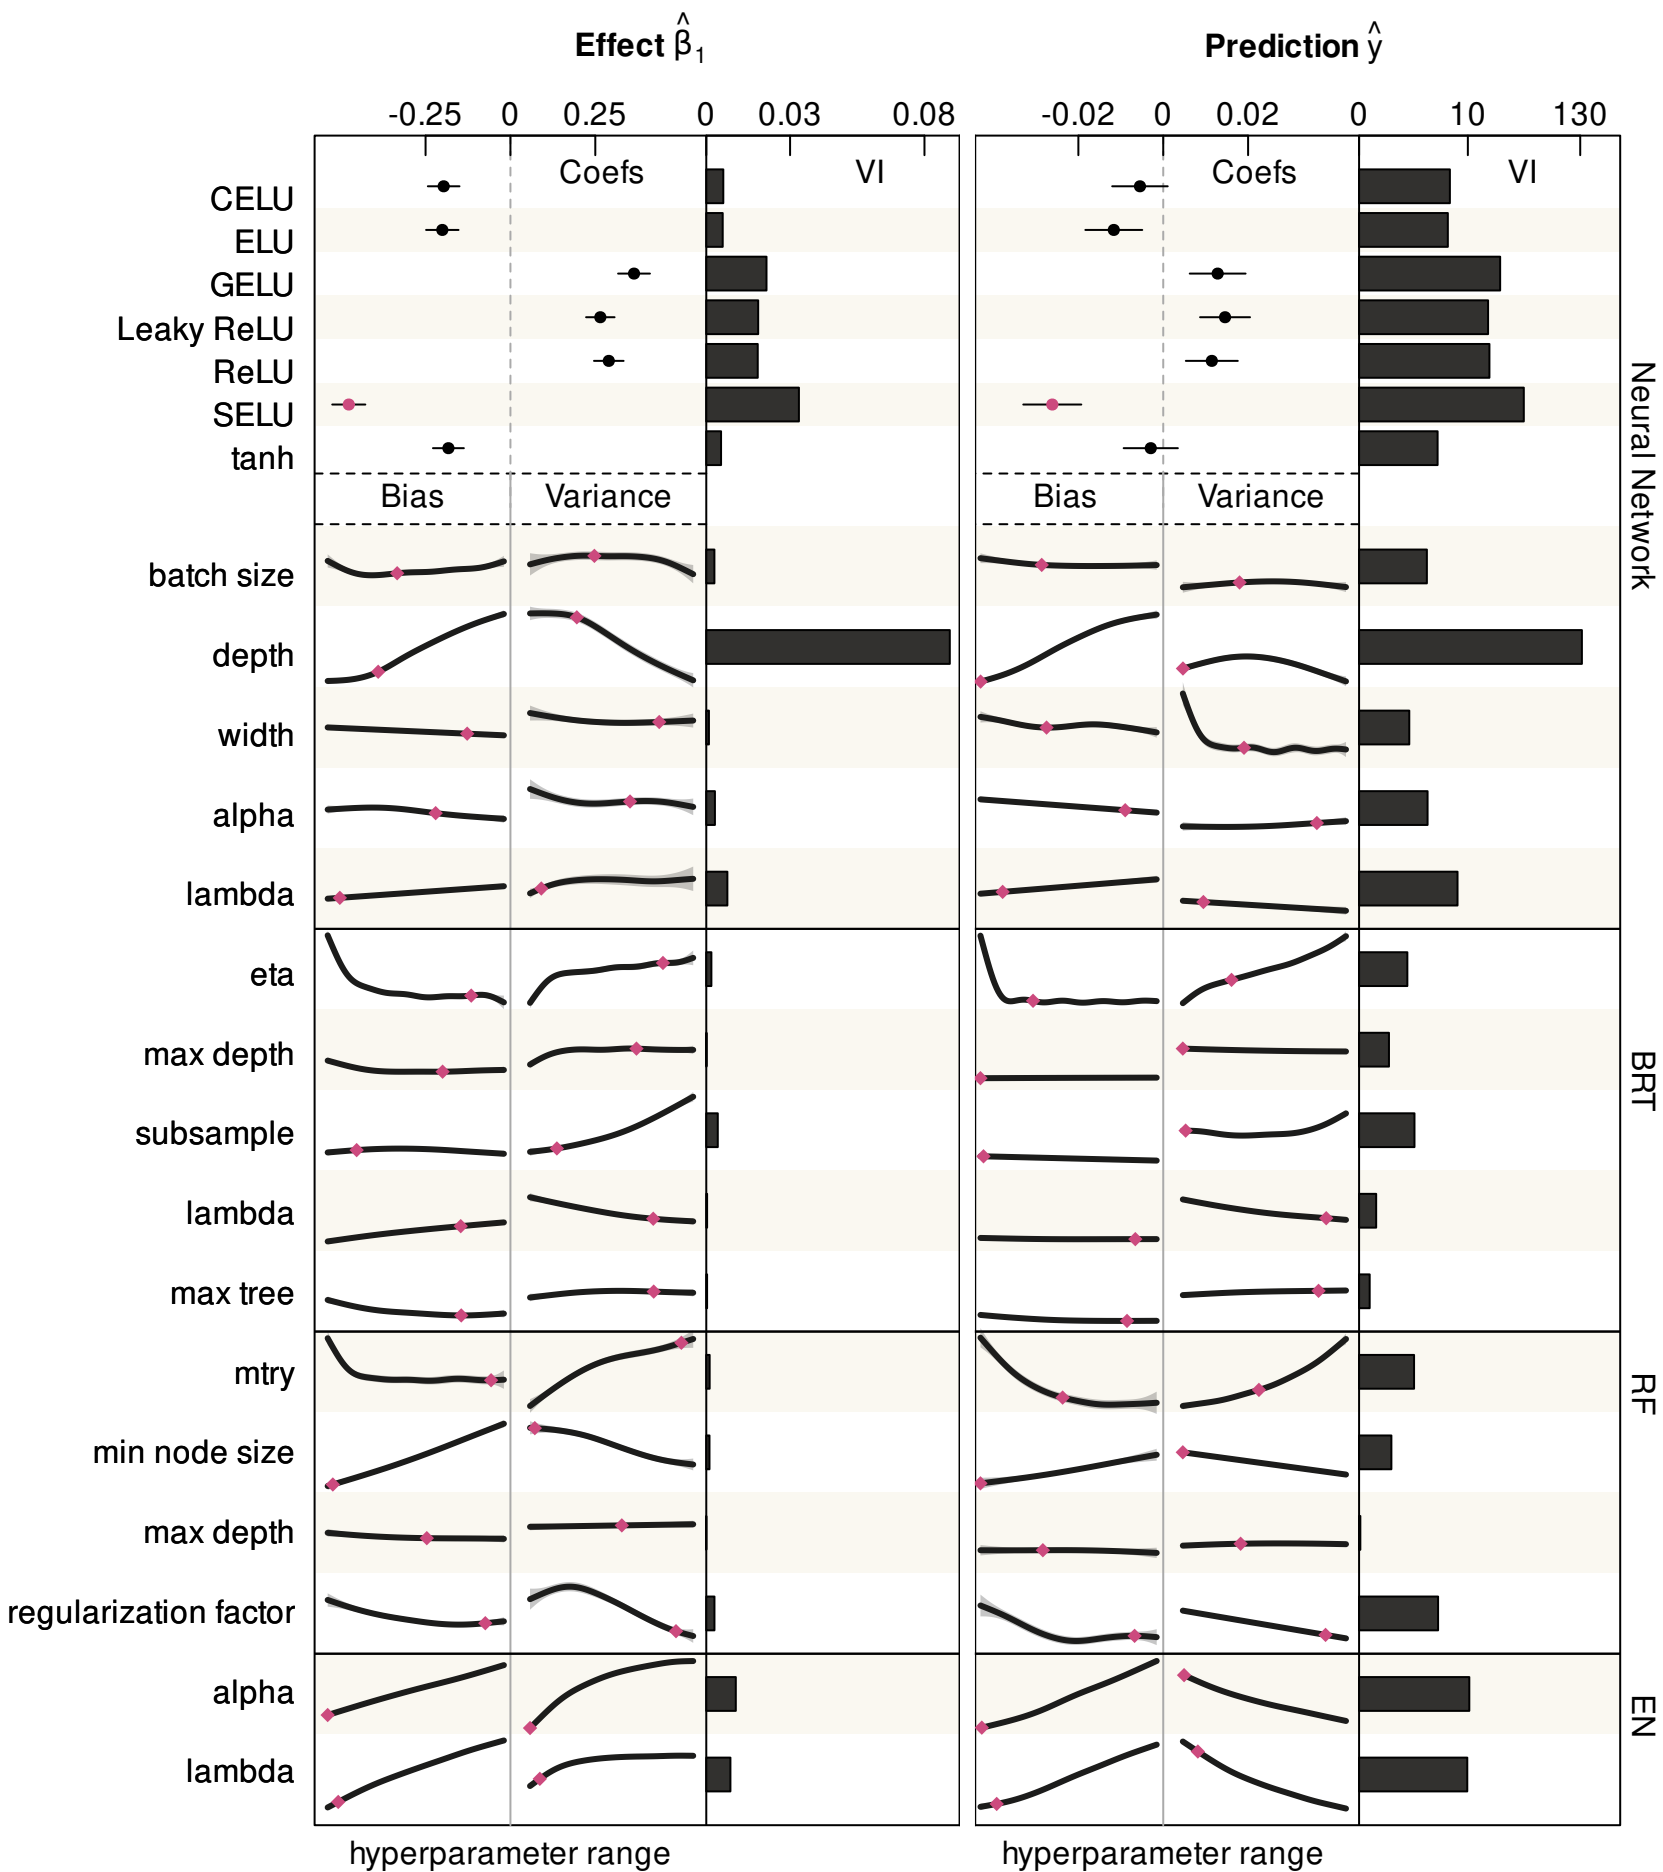 Effect β̂₁
Prediction ŷ
-0.25 0 0.25 0 0.03 0.08
-0.02 0 0.02 0 10 130
Coefs VI
Coefs VI
CELU
ELU
GELU
Leaky ReLU
ReLU
SELU
tanh
Bias Variance
Bias Variance
batch size
depth
width
alpha
lambda
Neural Network
eta
max depth
subsample
lambda
max tree
BRT
mtry
min node size
max depth
regularization factor
RF
alpha
lambda
EN
hyperparameter range
hyperparameter range